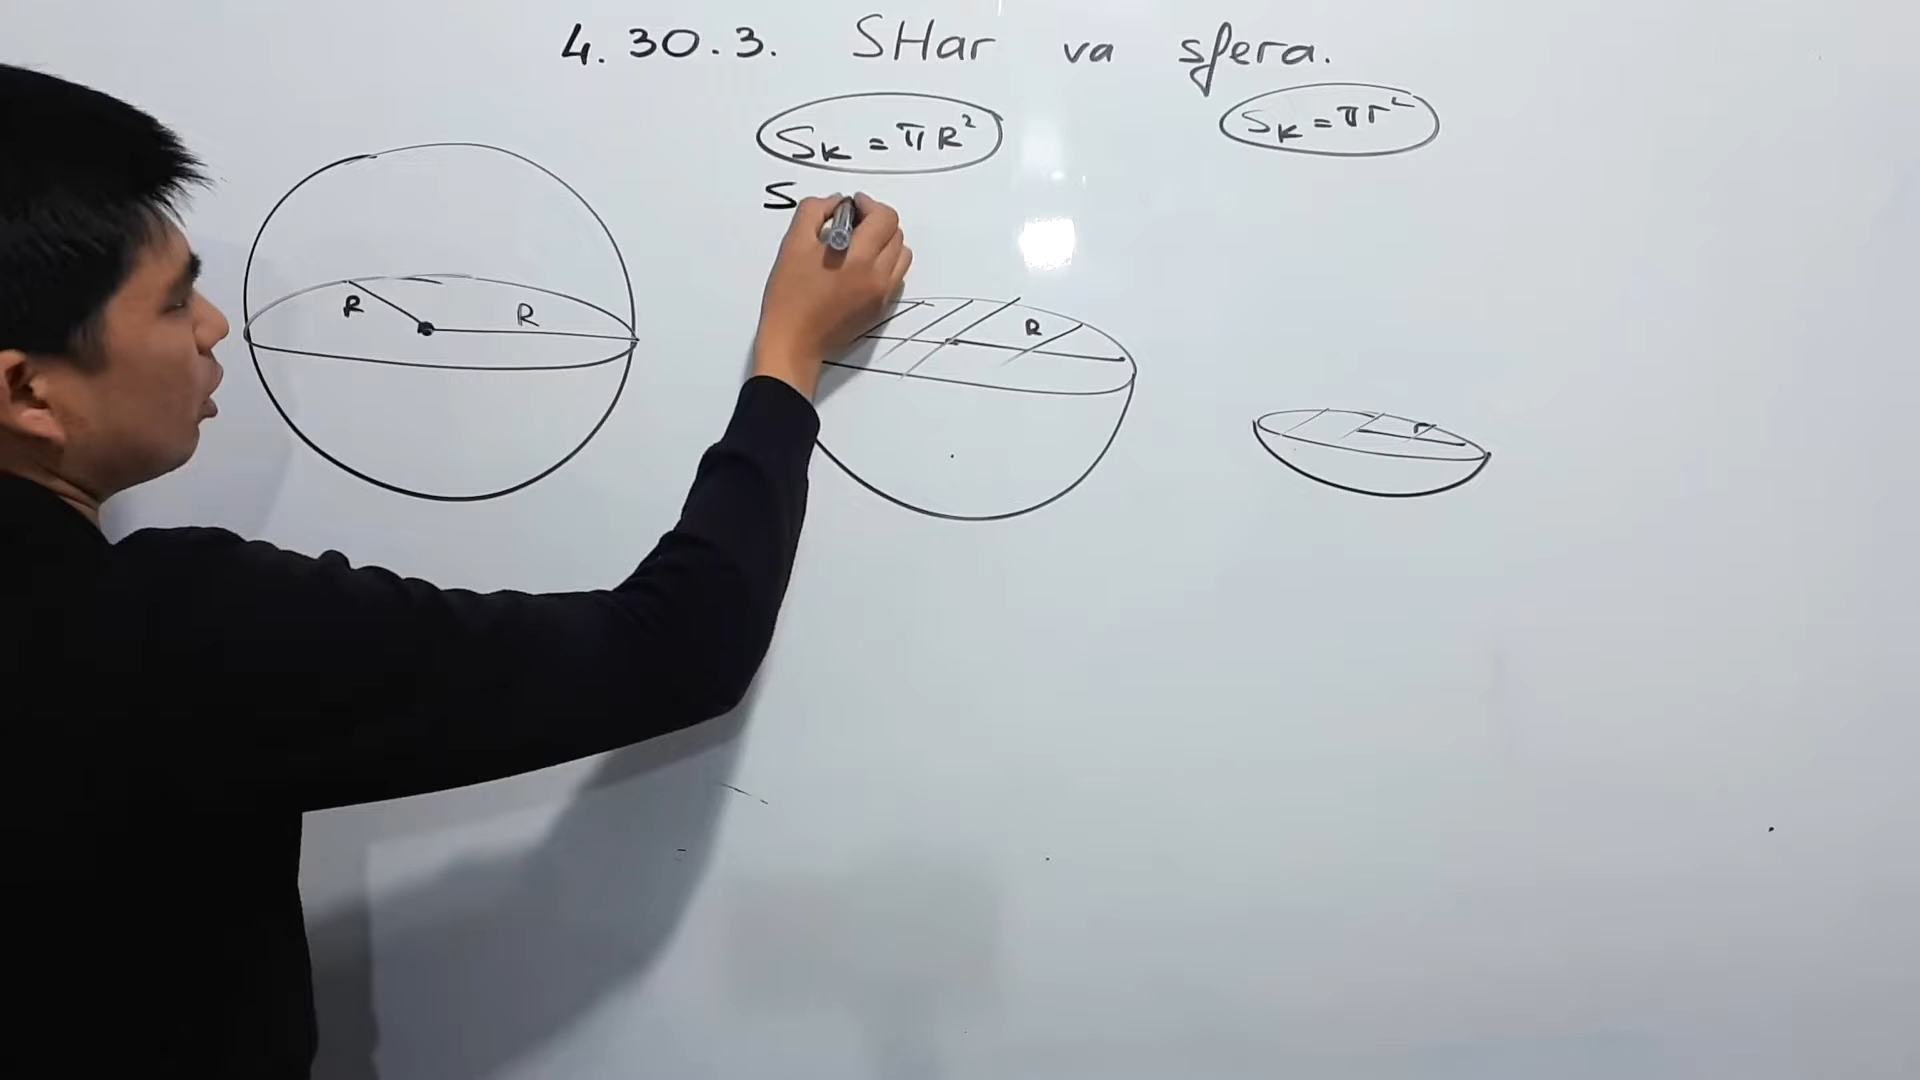 4.30.3. SHar va sfera.
Sₖ = πR²
Sₖ = πr²
S
R
R
R
r